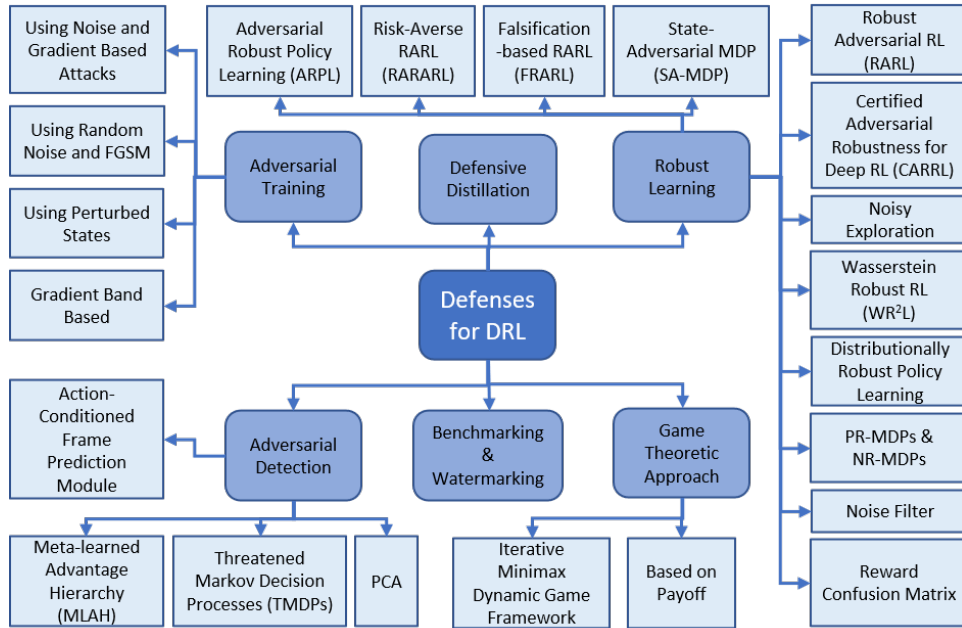 Using Noise and
Gradient Based
Attacks
Adversarial
Robust Policy
Learning (ARPL)
Risk-Averse
RARL
(RARARL)
Falsification
-based RARL
(FRARL)
State-
Adversarial MDP
(SA-MDP)
Robust
Adversarial RL
(RARL)
Using Random
Noise and FGSM
Adversarial
Training
Defensive
Distillation
Robust
Learning
Certified
Adversarial
Robustness for
Deep RL (CARRL)
Using Perturbed
States
Noisy
Exploration
Gradient Band
Based
Defenses
for DRL
Wasserstein
Robust RL
(WR²L)
Distributionally
Robust Policy
Learning
Action-
Conditioned
Frame
Prediction
Module
Adversarial
Detection
Benchmarking
&
Watermarking
Game
Theoretic
Approach
PR-MDPs &
NR-MDPs
Noise Filter
Meta-learned
Advantage
Hierarchy
(MLAH)
Threatened
Markov Decision
Processes (TMDPs)
PCA
Iterative
Minimax
Dynamic Game
Framework
Based on
Payoff
Reward
Confusion Matrix